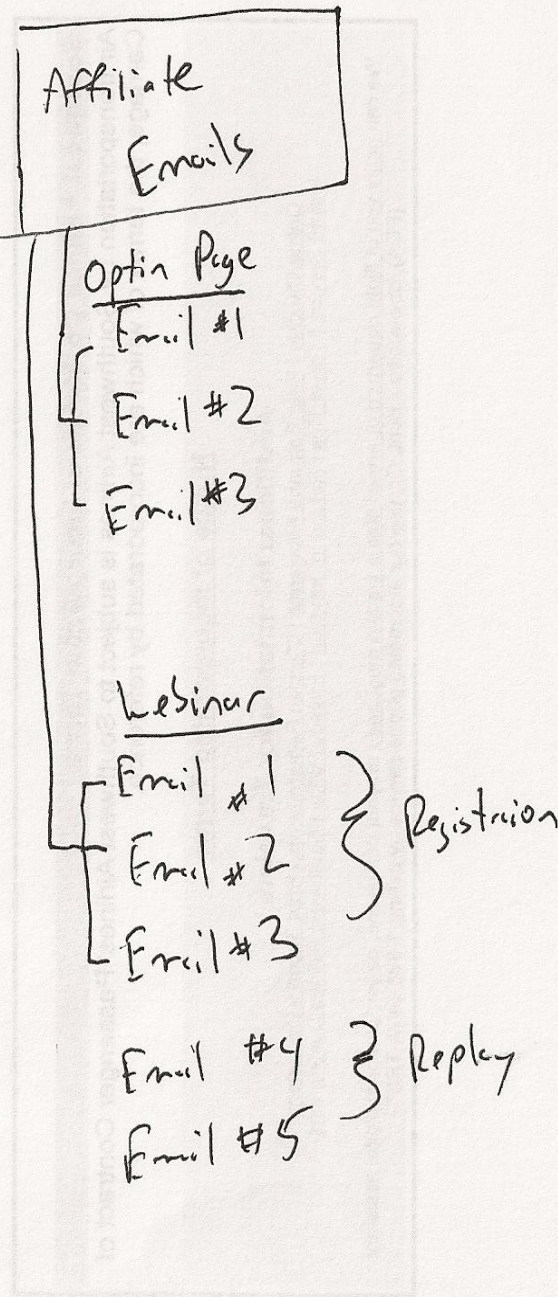 Affiliate
Emails
Optin Page
Email #1
Email #2
Email #3
Webinar
Email #1
Email #2
Email #3
Registraion
Email #4
Email #5
Replay